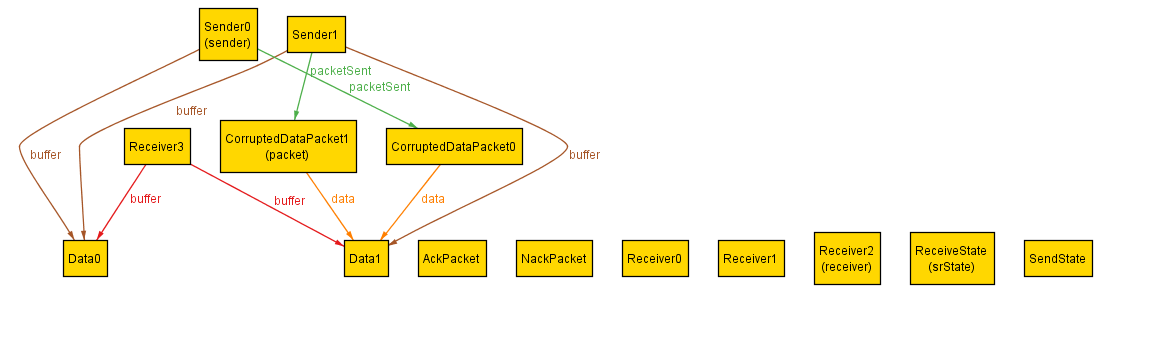 Sender0
(sender)
Sender1
packetSent
packetSent
buffer
Receiver3
CorruptedDataPacket1
(packet)
CorruptedDataPacket0
buffer
buffer
buffer
buffer
data
data
Data0
Data1
AckPacket
NackPacket
Receiver0
Receiver1
Receiver2
(receiver)
ReceiveState
(srState)
SendState